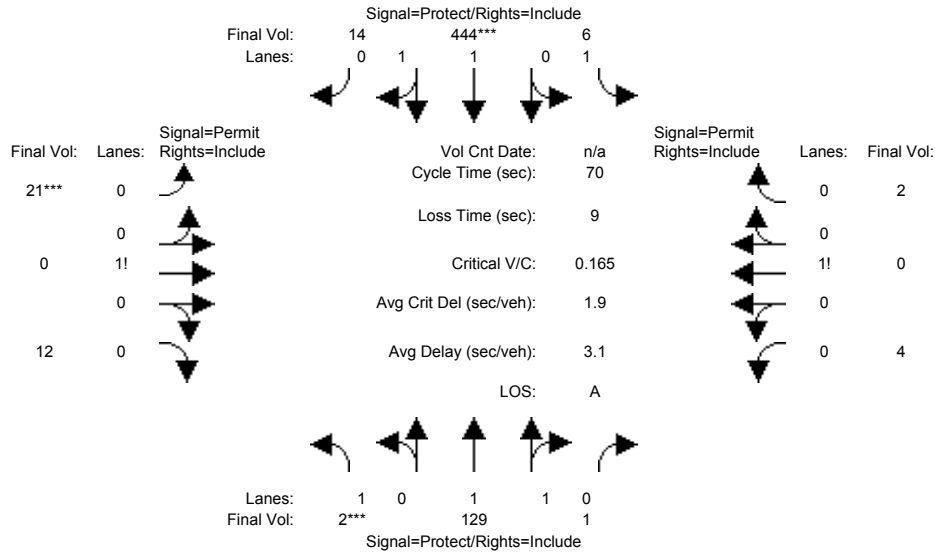 Signal=Protect/Rights=Include
Final Vol: 14 444*** 6
Lanes: 0 1 1 0 1
Signal=Permit
Final Vol: Lanes: Rights=Include
Vol Cnt Date: n/a
Signal=Permit
Rights=Include Lanes: Final Vol:
Cycle Time (sec): 70
21*** 0
0 2
Loss Time (sec): 9
0
0
0 1!
Critical V/C: 0.165
1! 0
0
Avg Crit Del (sec/veh): 1.9
0
12 0
Avg Delay (sec/veh): 3.1
0 4
LOS: A
Lanes: 1 0 1 1 0
Final Vol: 2*** 129 1
Signal=Protect/Rights=Include